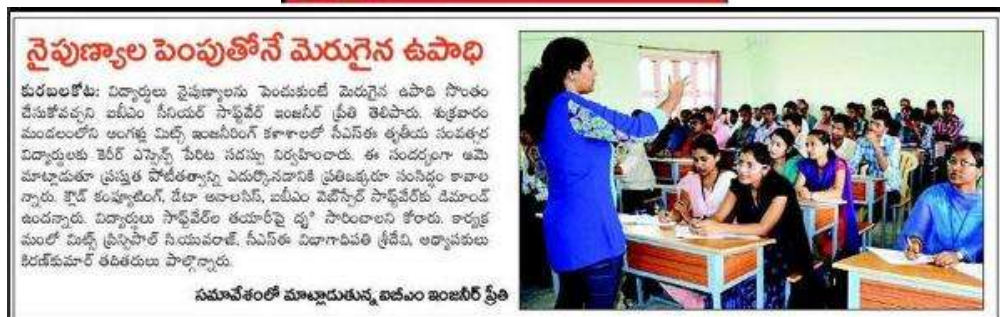 నైపుణ్యాల పెంపుతోనే మెరుగైన ఉపాధి
కురబలకోట: విద్యార్థులు నైపుణ్యాలను పెంచుకుంటే మెరుగైన ఉపాధి సొంతం
చేసుకోవచ్చని ఐబీఎం సీనియర్ సాఫ్ట్‌వేర్ ఇంజనీర్ ప్రీతి తెలిపారు. శుక్రవారం
మండలంలోని అంగళ్లు మిట్స్ ఇంజనీరింగ్ కళాశాలలో సీఎస్ఈ తృతీయ సంవత్సర
విద్యార్థులకు కెరీర్ ఎస్సెన్స్ పేరిట సదస్సు నిర్వహించారు. ఈ సందర్భంగా ఆమె
మాట్లాడుతూ ప్రస్తుత పోటీతత్వాన్ని ఎదుర్కొనడానికి ప్రతిఒక్కరూ సంసిద్ధం కావాల
న్నారు. క్లౌడ్ కంప్యూటింగ్, డేటా అనాలసిస్, ఐబీఎం వెబ్‌స్పేర్ సాఫ్ట్‌వేర్‌కు డిమాండ్
ఉందన్నారు. విద్యార్థులు సాఫ్ట్‌వేర్‌ల తయారీపై దృ" సారించాలని కోరారు. కార్యక్ర
మంలో మిట్స్ ప్రిన్సిపాల్ సి.యువరాజ్, సీఎస్ఈ విభాగాధిపతి శ్రీదేవి, అధ్యాపకులు
కిరణ్‌కుమార్ తదితరులు పాల్గొన్నారు.
సమావేశంలో మాట్లాడుతున్న ఐబీఎం ఇంజనీర్ ప్రీతి